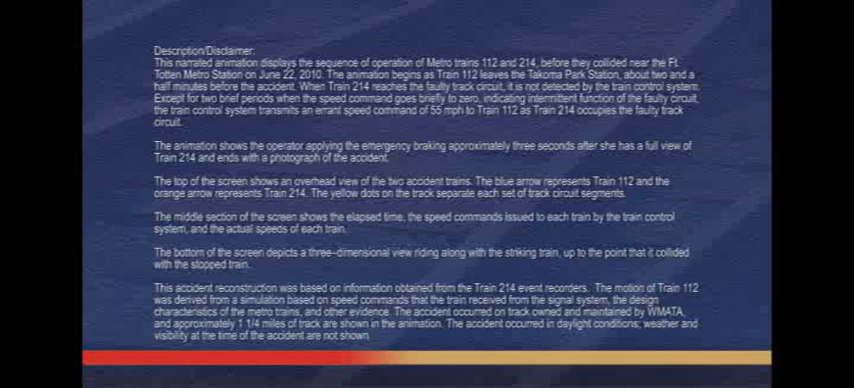 Description/Disclaimer:
This narrated animation displays the sequence of operation of Metro trains 112 and 214, before they collided near the Ft.
Totten Metro Station on June 22, 2010. The animation begins as Train 112 leaves the Takoma Park Station, about two and a
half minutes before the accident. When Train 214 reaches the faulty track circuit, it is not detected by the train control system.
Except for two brief periods when the speed command goes briefly to zero, indicating intermittent function of the faulty circuit,
the train control system transmits an errant speed command of 55 mph to Train 112 as Train 214 occupies the faulty track
circuit.
The animation shows the operator applying the emergency braking approximately three seconds after she has a full view of
Train 214 and ends with a photograph of the accident.
The top of the screen shows an overhead view of the two accident trains. The blue arrow represents Train 112 and the
orange arrow represents Train 214. The yellow dots on the track separate each set of track circuit segments.
The middle section of the screen shows the elapsed time, the speed commands issued to each train by the train control
system, and the actual speeds of each train.
The bottom of the screen depicts a three-dimensional view riding along with the striking train, up to the point that it collided
with the stopped train.
This accident reconstruction was based on information obtained from the Train 214 event recorders. The motion of Train 112
was derived from a simulation based on speed commands that the train received from the signal system, the design
characteristics of the metro trains, and other evidence. The accident occurred on track owned and maintained by WMATA,
and approximately 1 1/4 miles of track are shown in the animation. The accident occurred in daylight conditions; weather and
visibility at the time of the accident are not shown.